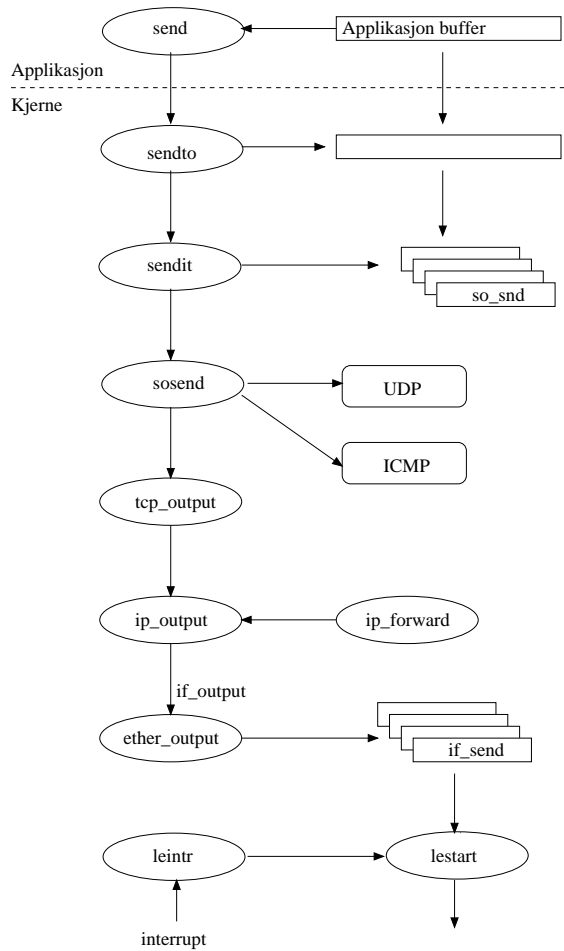 send
Applikasjon buffer
Applikasjon
Kjerne
sendto
sendit
so_snd
sosend
UDP
ICMP
tcp_output
ip_output
ip_forward
if_output
ether_output
if_send
leintr
lestart
interrupt